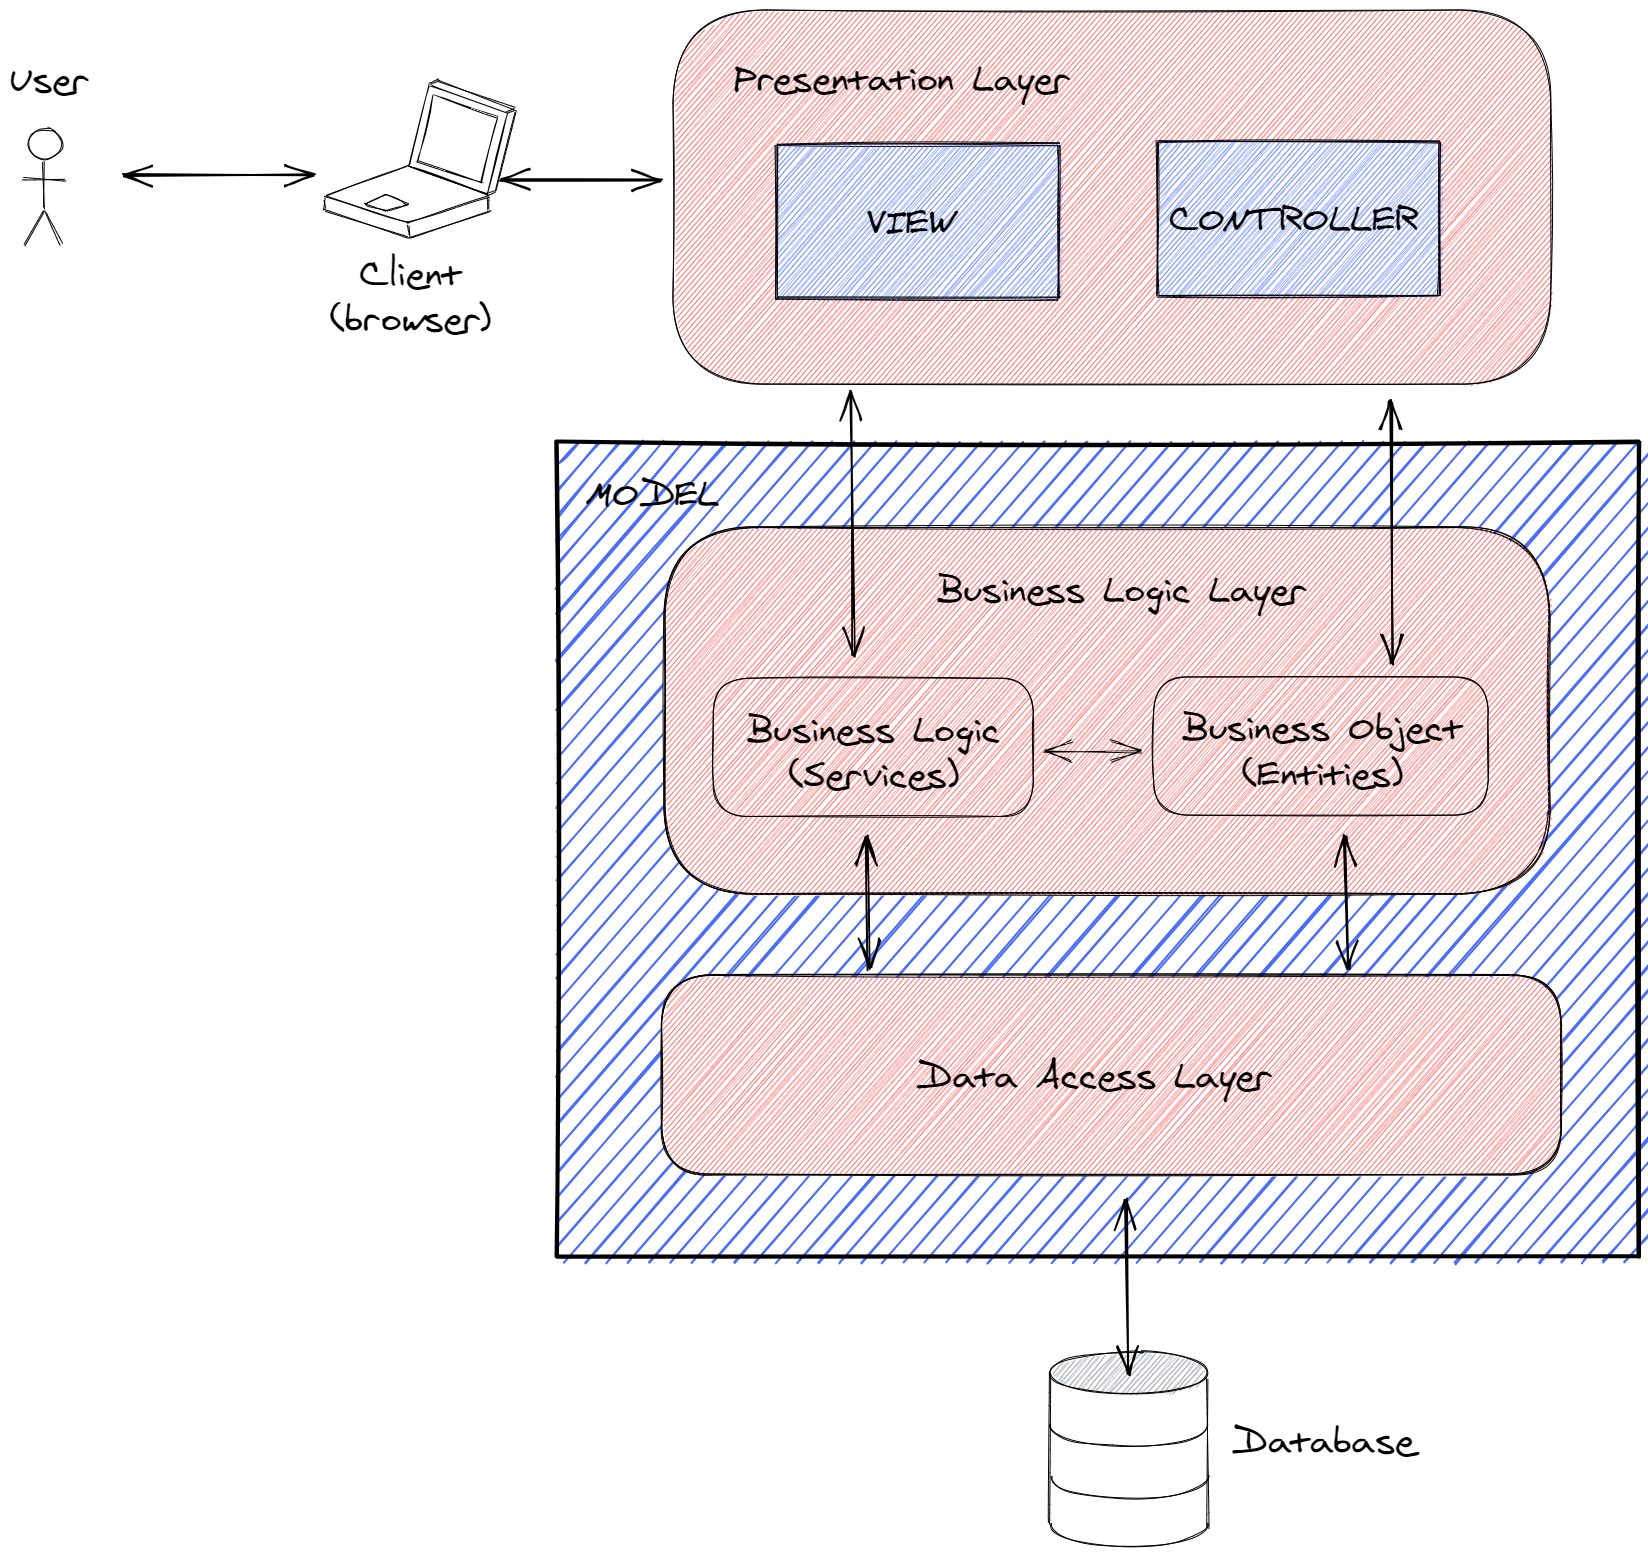 User
Client
(browser)
Presentation Layer
VIEW
CONTROLLER
MODEL
Business Logic Layer
Business Logic
(Services)
Business Object
(Entities)
Data Access Layer
Database